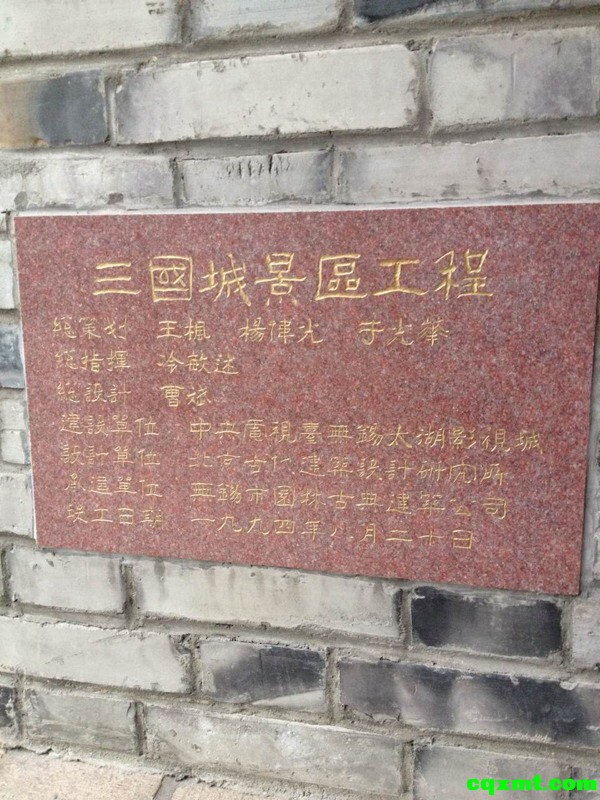 三國城景區工程
總策划 王楓 楊偉光 于光華
總指揮 冷敏述
總設計 曹斌
建設單位 中央電視臺無錫太湖影視城
設計單位 北京古代建築設計研究所
承造單位 無錫市園林古典建築公司
竣工日期 一九九四年八月二十日
cqxmt.com